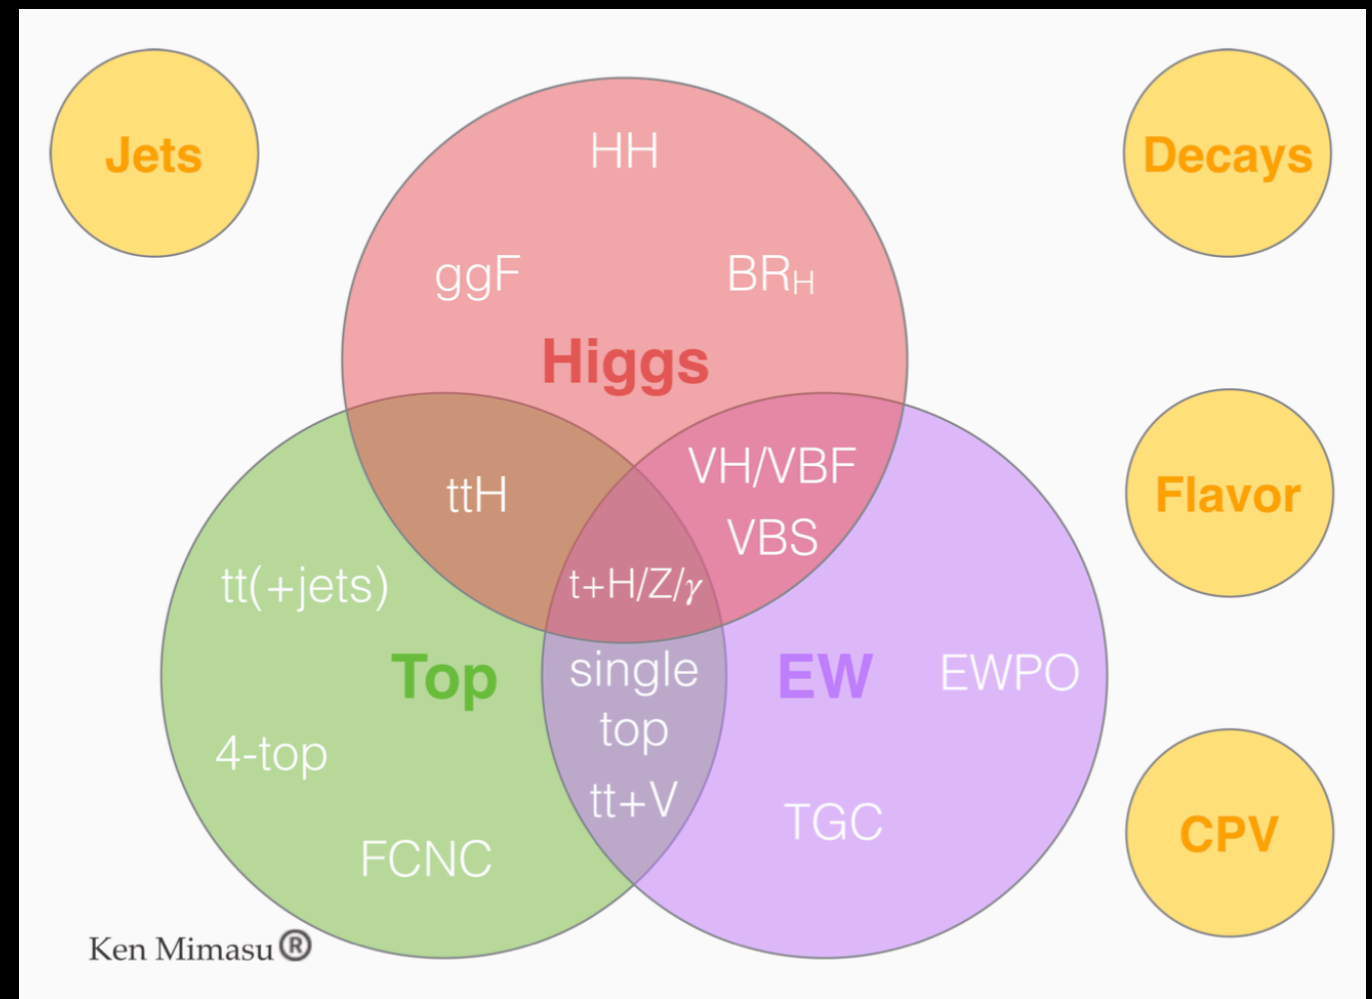 Jets
HH
Decays
ggF
BRH
Higgs
VH/VBF
ttH
Flavor
VBS
tt(+jets)
t+H/Z/γ
Top
single
top
EW
EWPO
4-top
tt+V
TGC
CPV
FCNC
Ken Mimasu®